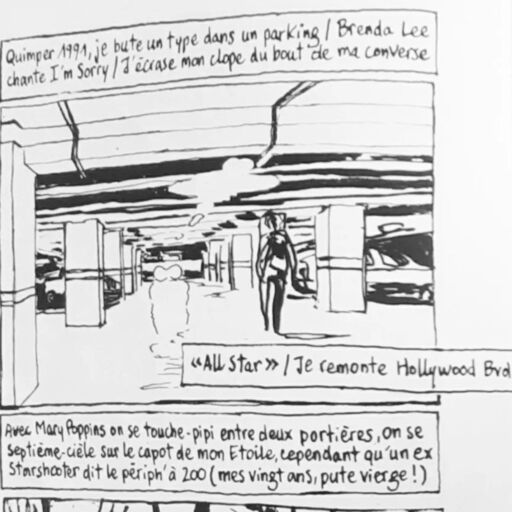 Quimper 1991, je bute un type dans un parking / Brenda Lee
chante I'm Sorry / J'écrase mon clope du bout de ma converse
«All Star» / Je remonte Hollywood Bvd
Avec Mary Poppins on se touche-pipi entre deux portières, on se
septième-cièle sur le capot de mon Etoile, cependant qu'un ex
Starshooter dit le périph' à 200 (mes vingt ans, pute vierge !)